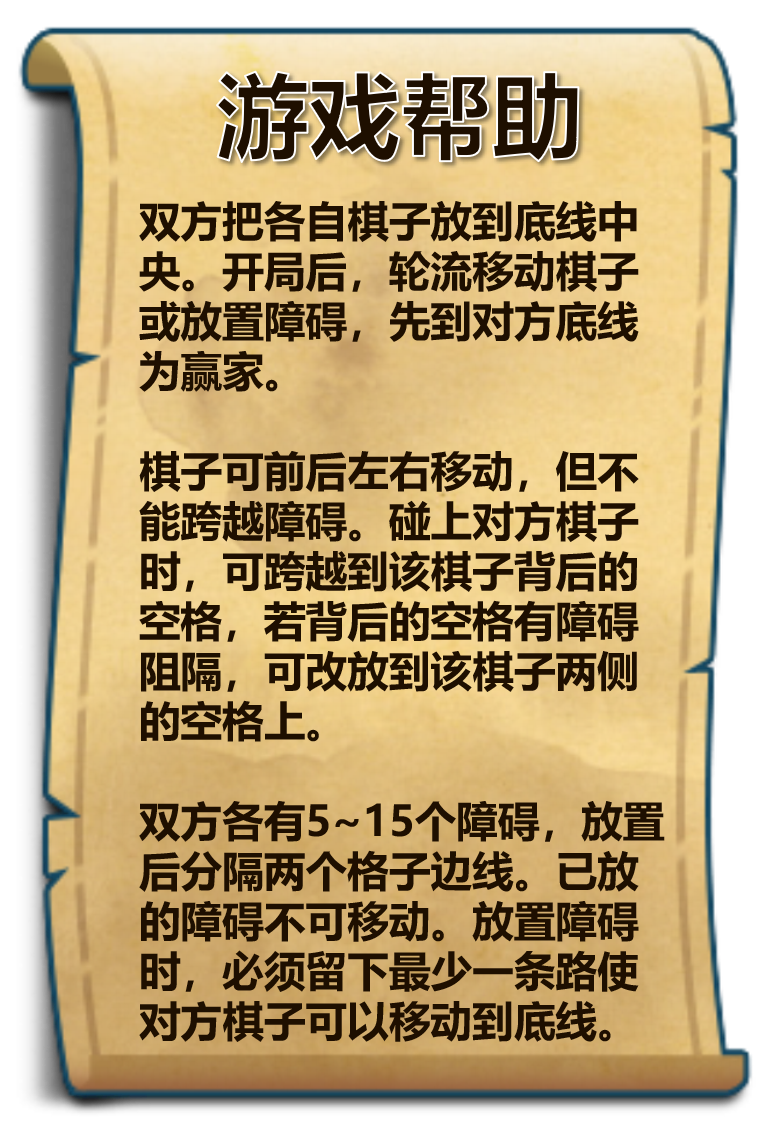 游戏帮助
双方把各自棋子放到底线中
央。开局后，轮流移动棋子
或放置障碍，先到对方底线
为赢家。
棋子可前后左右移动，但不
能跨越障碍。碰上对方棋子
时，可跨越到该棋子背后的
空格，若背后的空格有障碍
阻隔，可改放到该棋子两侧
的空格上。
双方各有5~15个障碍，放置
后分隔两个格子边线。已放
的障碍不可移动。放置障碍
时，必须留下最少一条路使
对方棋子可以移动到底线。